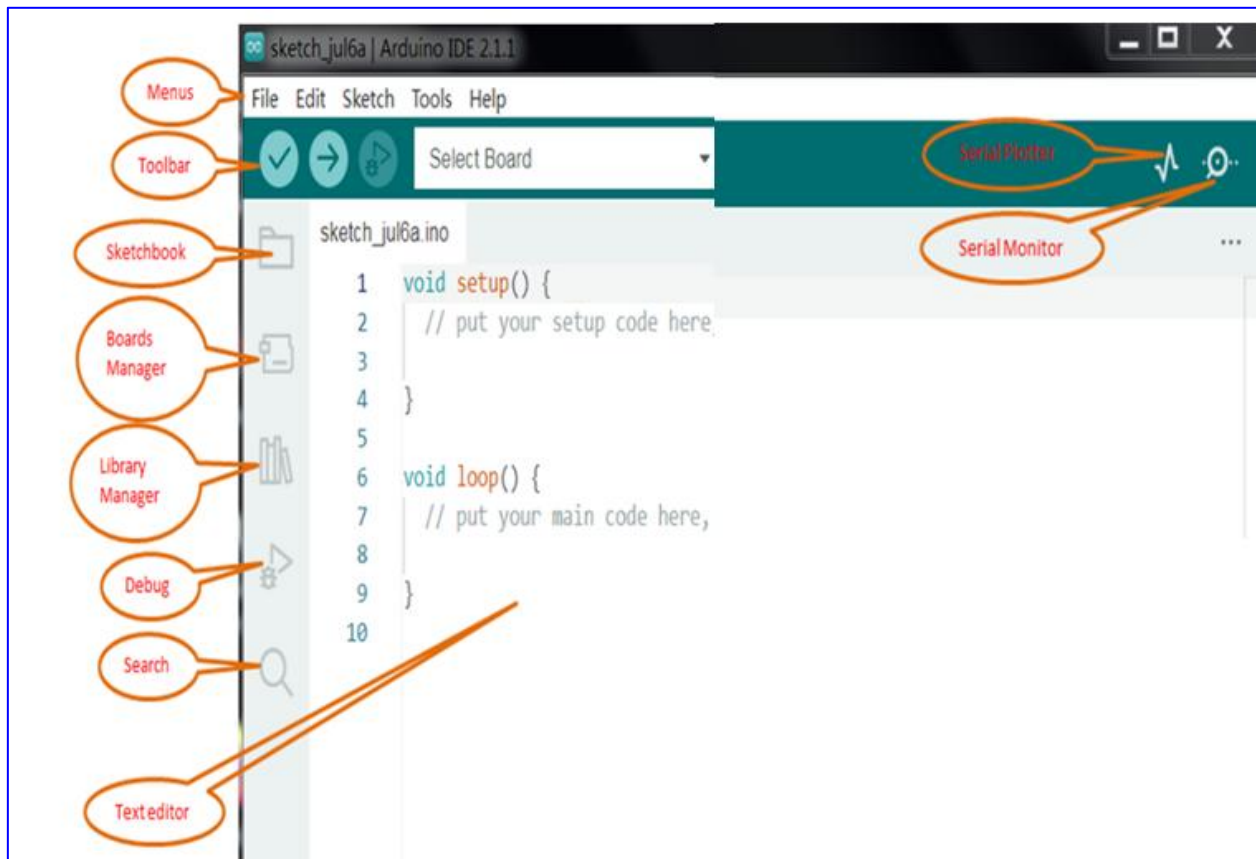 sketch_jul6a | Arduino IDE 2.1.1
X
Menus
File Edit Sketch Tools Help
Toolbar
Select Board
Serial Plotter
Sketchbook
sketch_jul6a.ino
Serial Monitor
...
1 void setup() {
2 // put your setup code here,
3
4 }
5
6 void loop() {
7 // put your main code here,
8
9 }
10
Boards
Manager
Library
Manager
Debug
Search
Text editor